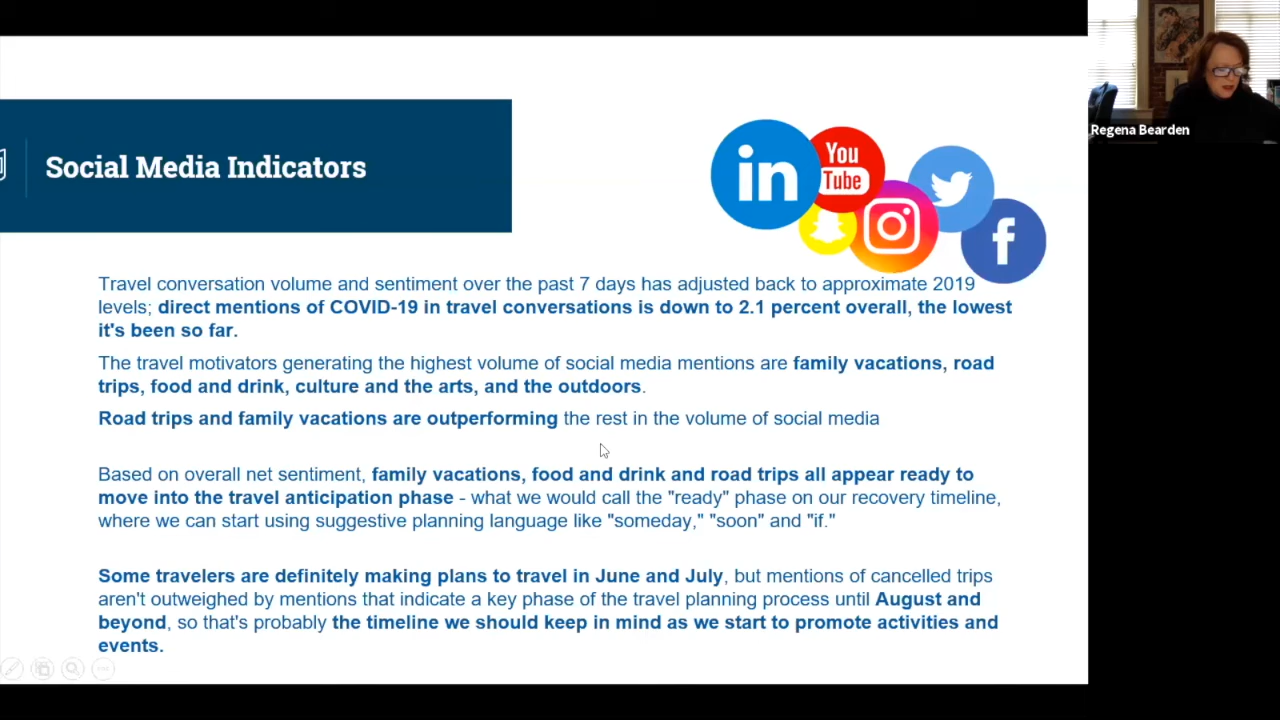 Regena Bearden
Social Media Indicators
in
You
Tube
f
Travel conversation volume and sentiment over the past 7 days has adjusted back to approximate 2019
levels; direct mentions of COVID-19 in travel conversations is down to 2.1 percent overall, the lowest
it's been so far.
The travel motivators generating the highest volume of social media mentions are family vacations, road
trips, food and drink, culture and the arts, and the outdoors.
Road trips and family vacations are outperforming the rest in the volume of social media
Based on overall net sentiment, family vacations, food and drink and road trips all appear ready to
move into the travel anticipation phase - what we would call the "ready" phase on our recovery timeline,
where we can start using suggestive planning language like "someday," "soon" and "if."
Some travelers are definitely making plans to travel in June and July, but mentions of cancelled trips
aren't outweighed by mentions that indicate a key phase of the travel planning process until August and
beyond, so that's probably the timeline we should keep in mind as we start to promote activities and
events.